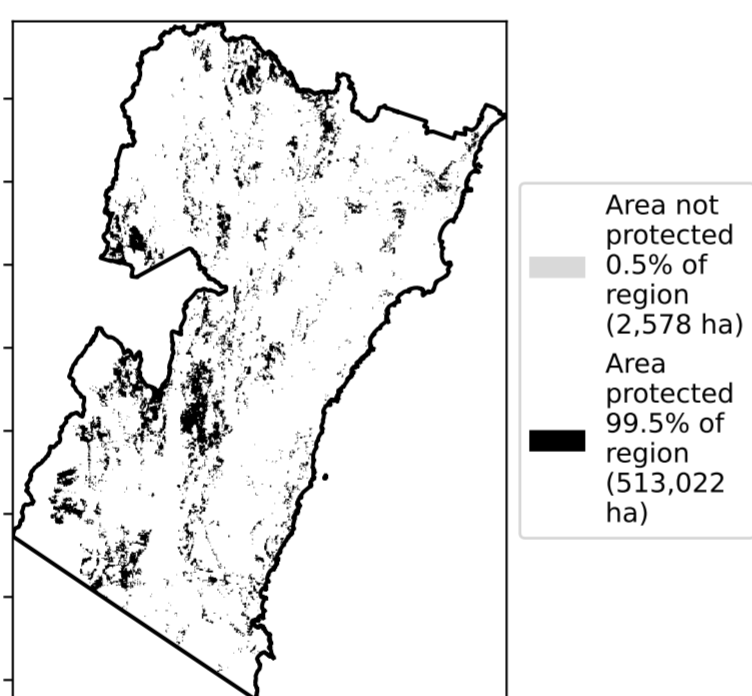 Area not
protected
0.5% of
region
(2,578 ha)
Area
protected
99.5% of
region
(513,022
ha)